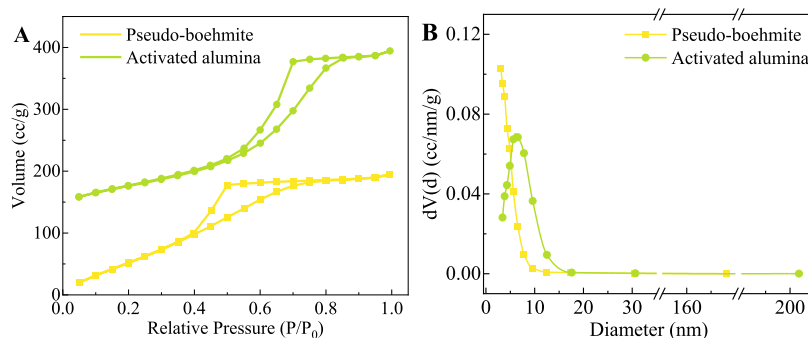 A
Pseudo-boehmite
Activated alumina
Volume (cc/g)
400
300
200
100
0
0.0
0.2
0.4
0.6
0.8
1.0
Relative Pressure (P/P0)
B
Pseudo-boehmite
Activated alumina
dV(d) (cc/nm/g)
0.12
0.08
0.04
0.00
0
10
20
30
160
200
Diameter (nm)